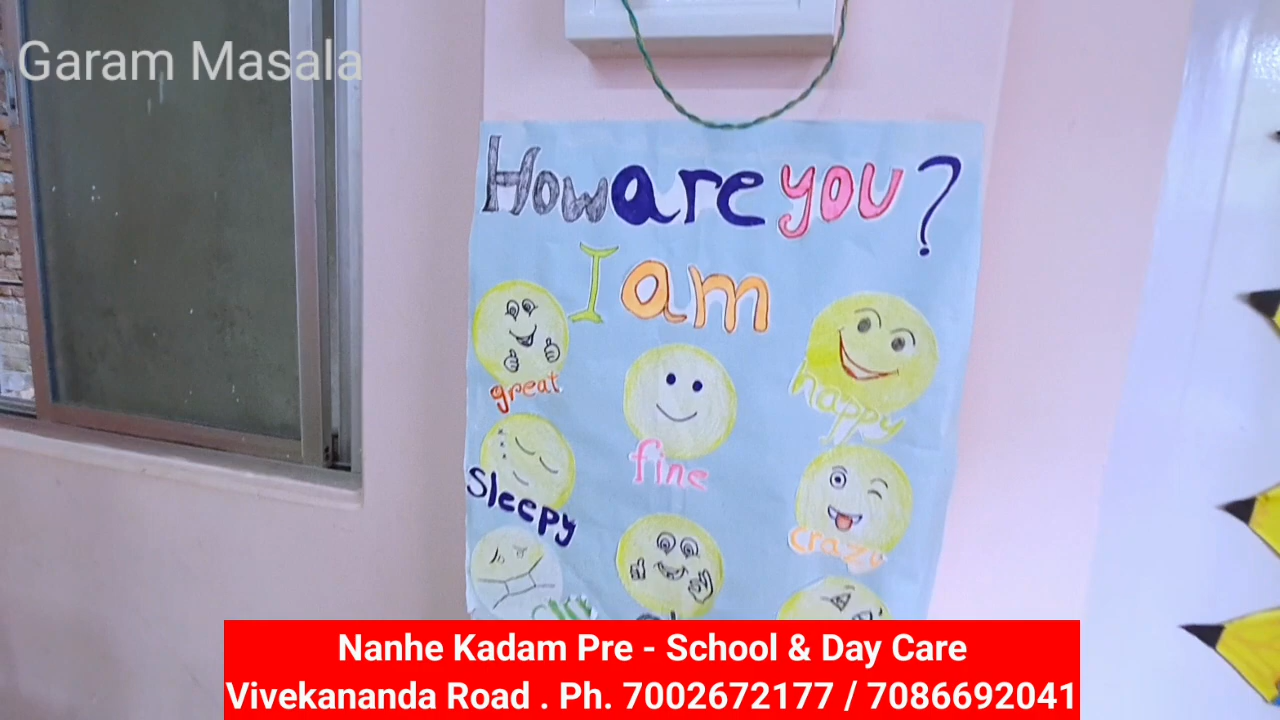 Garam Masala
How are you?
I am
great
happy
fine
Sleepy
crazy
Nanhe Kadam Pre - School & Day Care
Vivekananda Road . Ph. 7002672177 / 7086692041